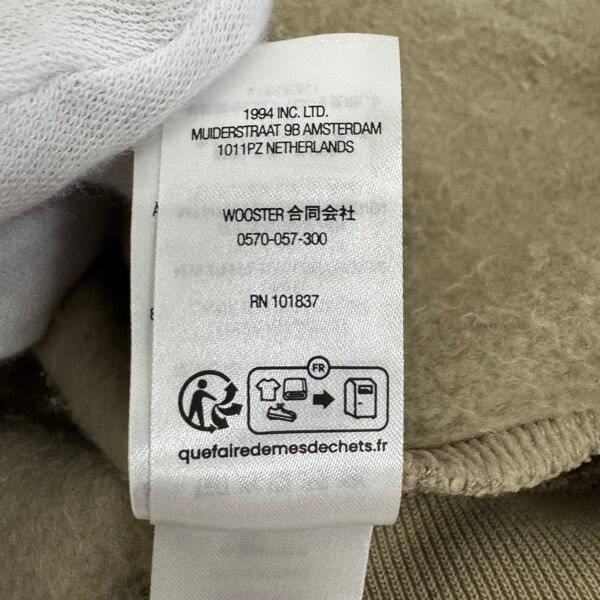 1994 INC. LTD.
MUIDERSTRAAT 9B AMSTERDAM
1011PZ NETHERLANDS
WOOSTER 合同会社
0570-057-300
RN 101837
FR
quefairedemesdechets.fr